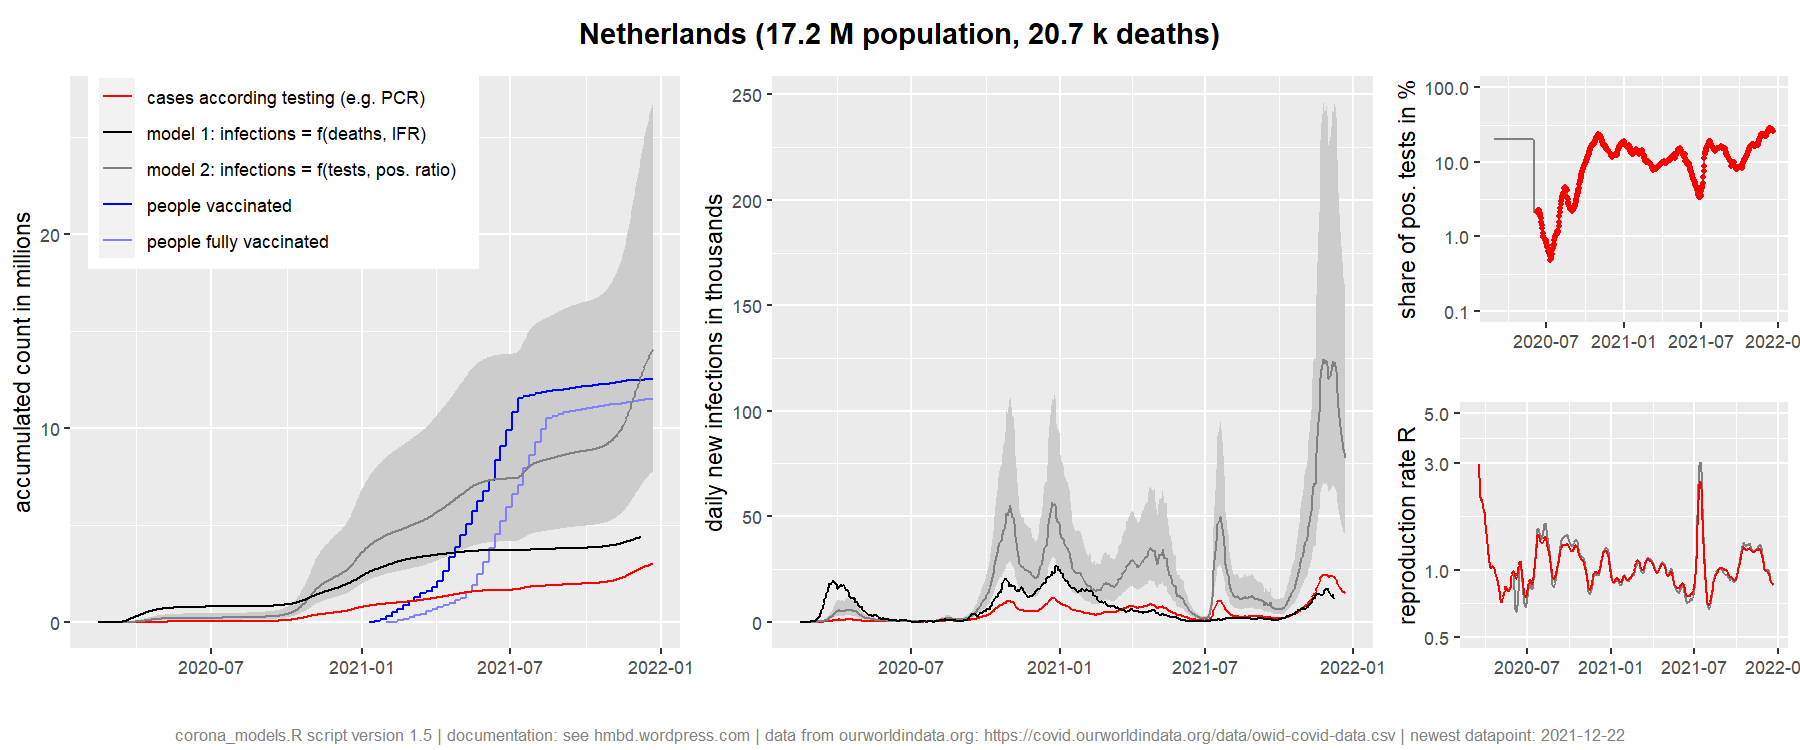 Netherlands (17.2 M population, 20.7 k deaths)
accumulated count in millions
20
10
0
cases according testing (e.g. PCR)
model 1: infections = f(deaths, IFR)
model 2: infections = f(tests, pos. ratio)
people vaccinated
people fully vaccinated
2020-07 2021-01 2021-07 2022-01
daily new infections in thousands
250
200
150
100
50
0
2020-07 2021-01 2021-07 2022-01
share of pos. tests in %
100.0
10.0
1.0
0.1
2020-07 2021-01 2021-07 2022-0
reproduction rate R
5.0
3.0
1.0
0.5
2020-07 2021-01 2021-07 2022-0
corona_models.R script version 1.5 | documentation: see hmbd.wordpress.com | data from ourworldindata.org: https://covid.ourworldindata.org/data/owid-covid-data.csv | newest datapoint: 2021-12-22